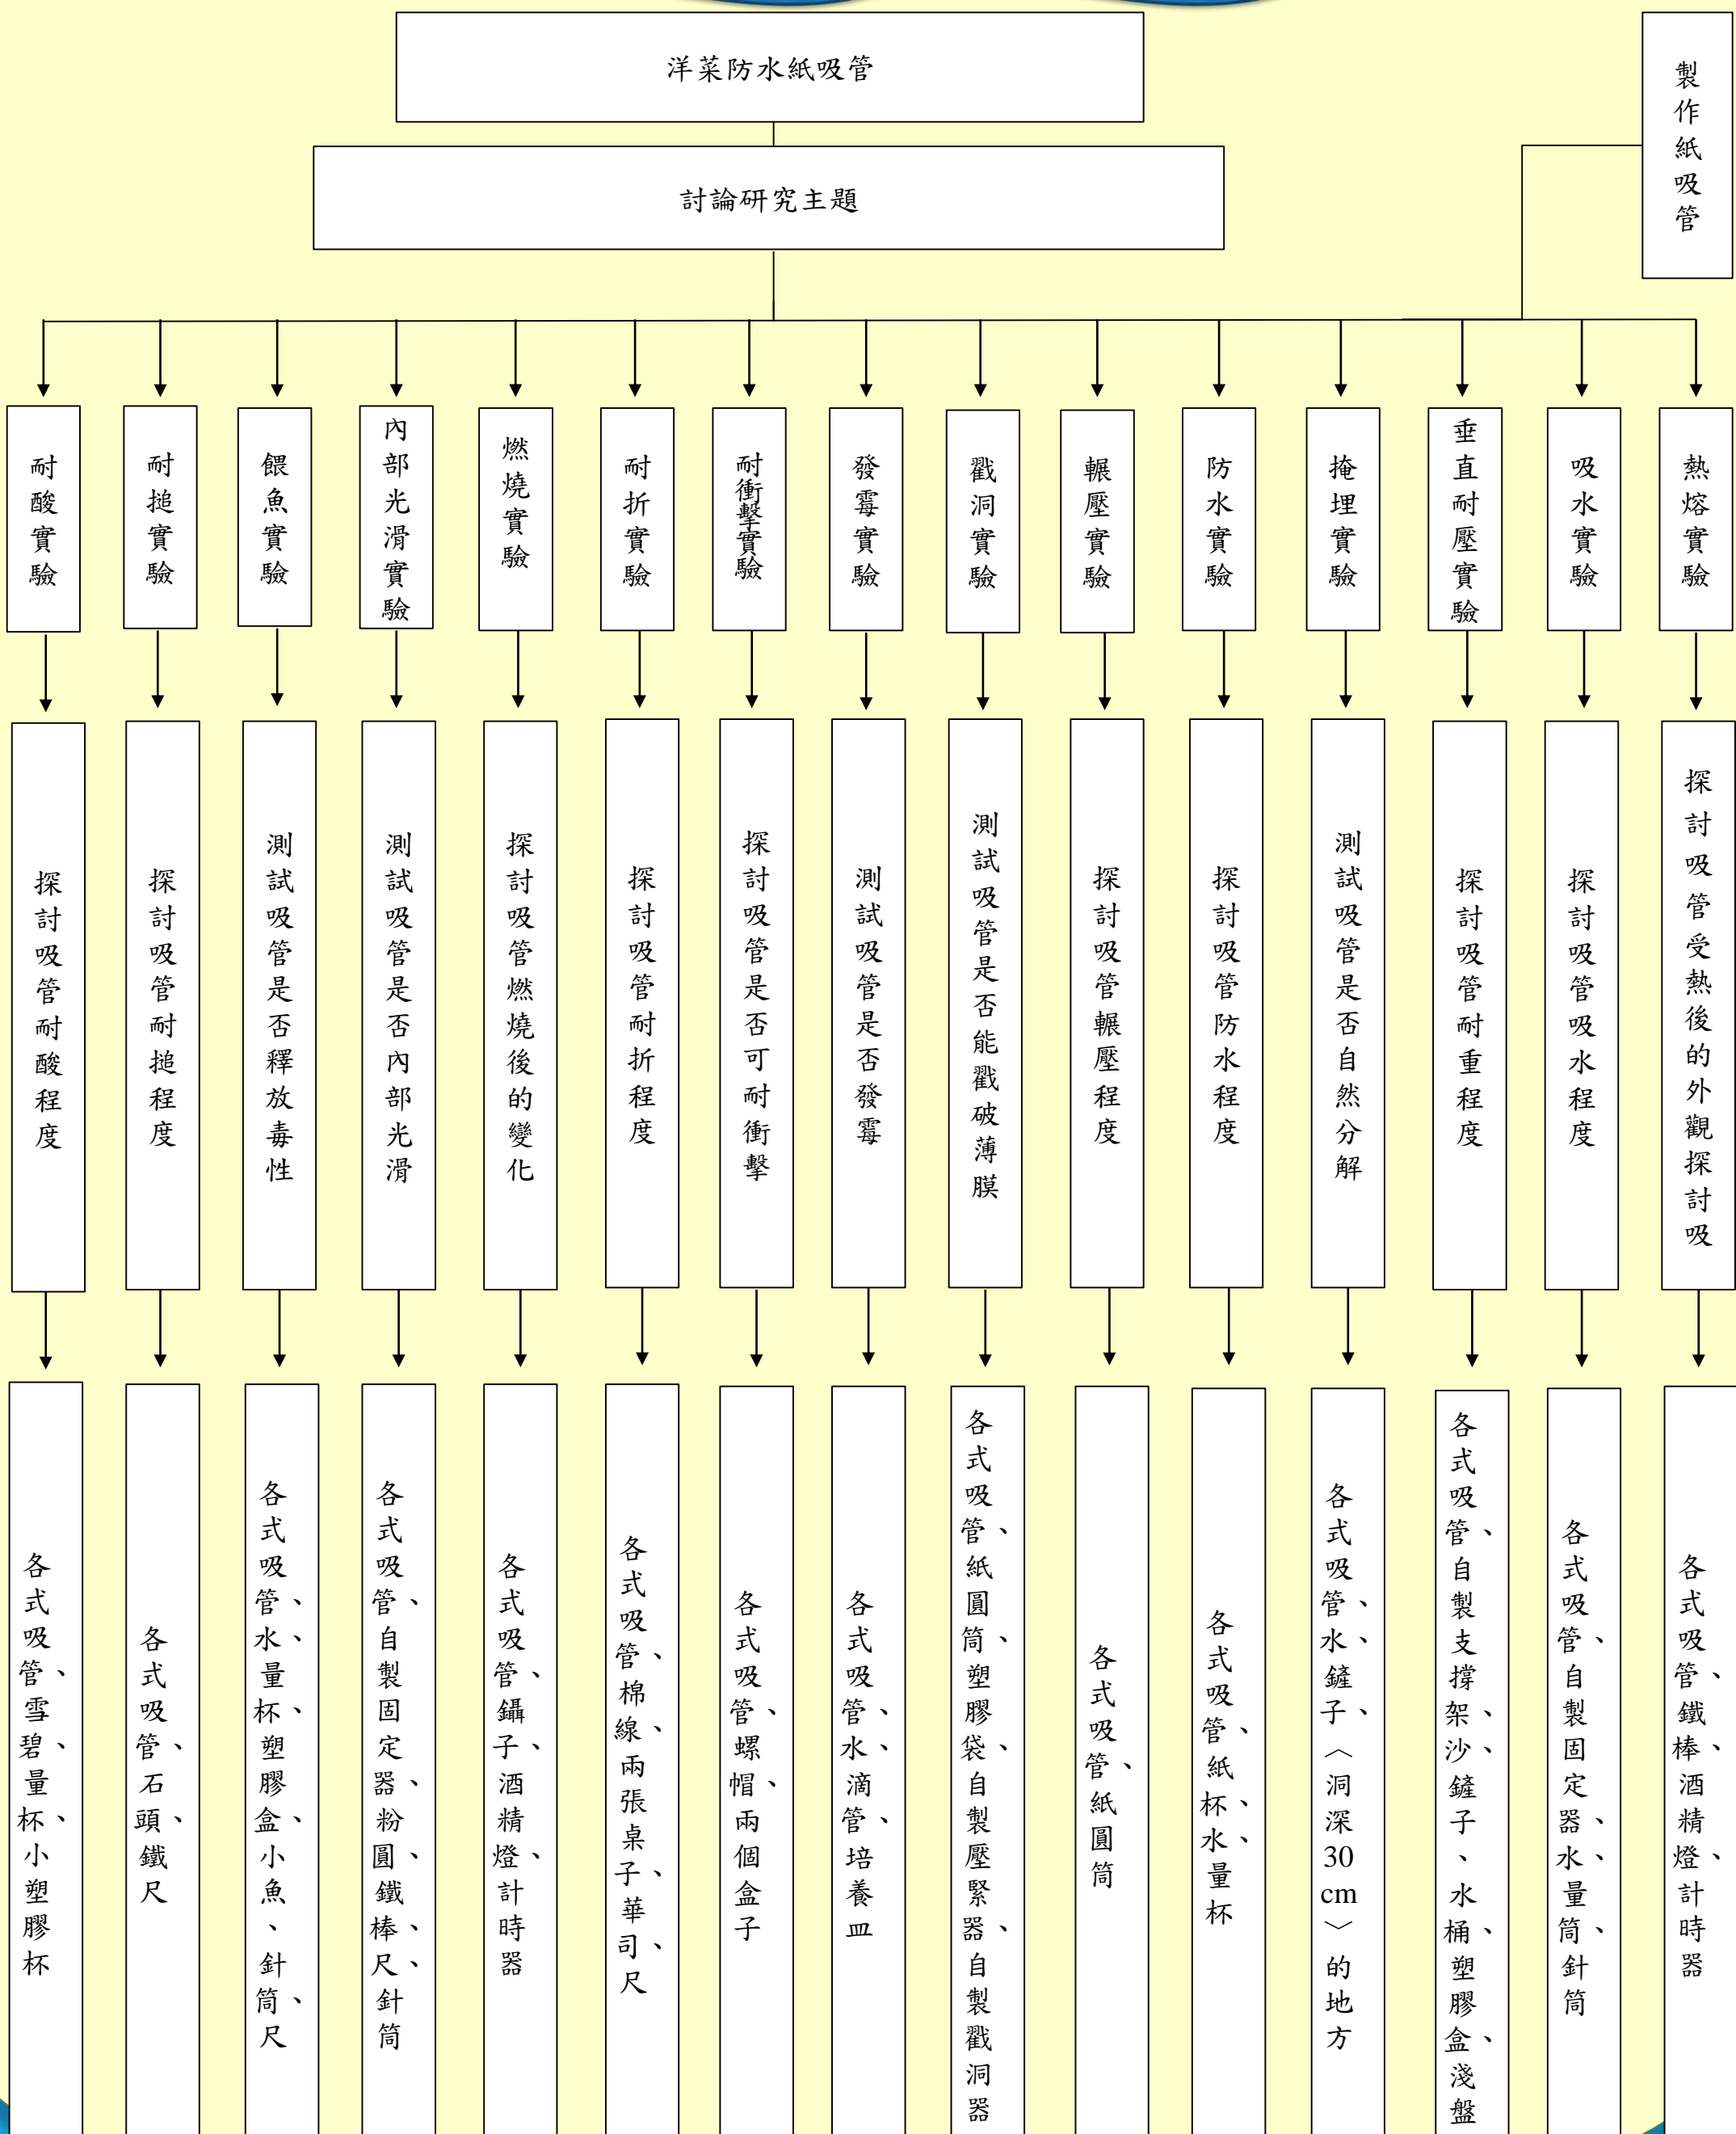 洋菜防水紙吸管
製作紙吸管
討論研究主題
耐酸實驗
耐搥實驗
餵魚實驗
內部光滑實驗
燃燒實驗
耐折實驗
耐衝擊實驗
發霉實驗
戳洞實驗
輾壓實驗
防水實驗
掩埋實驗
垂直耐壓實驗
吸水實驗
熱熔實驗
探討吸管耐酸程度
探討吸管耐搥程度
測試吸管是否釋放毒性
測試吸管是否內部光滑
探討吸管燃燒後的變化
探討吸管耐折程度
探討吸管是否可耐衝擊
測試吸管是否發霉
測試吸管是否能戳破薄膜
探討吸管輾壓程度
探討吸管防水程度
測試吸管是否自然分解
探討吸管耐重程度
探討吸管吸水程度
探討吸管受熱後的外觀探討吸
各式吸管、雪碧、量杯、小塑膠杯
各式吸管、石頭、鐵尺
各式吸管、水、量杯、塑膠盒、小魚、針筒、尺
各式吸管、自製固定器、粉圓、鐵棒、尺、針筒
各式吸管、鑷子、酒精燈、計時器
各式吸管、棉線、兩張桌子、華司、尺
各式吸管、螺帽、兩個盒子
各式吸管、水、滴管、培養皿
各式吸管、紙圓筒、塑膠袋、自製壓緊器、自製戳洞器
各式吸管、紙圓筒
各式吸管、紙杯、水、量杯
各式吸管、水、鏟子、︿洞深30cm﹀的地方
各式吸管、自製支撐架、沙、鏟子、水桶、塑膠盒、淺盤
各式吸管、自製固定器、水、量筒、針筒
各式吸管、鐵棒、酒精燈、計時器